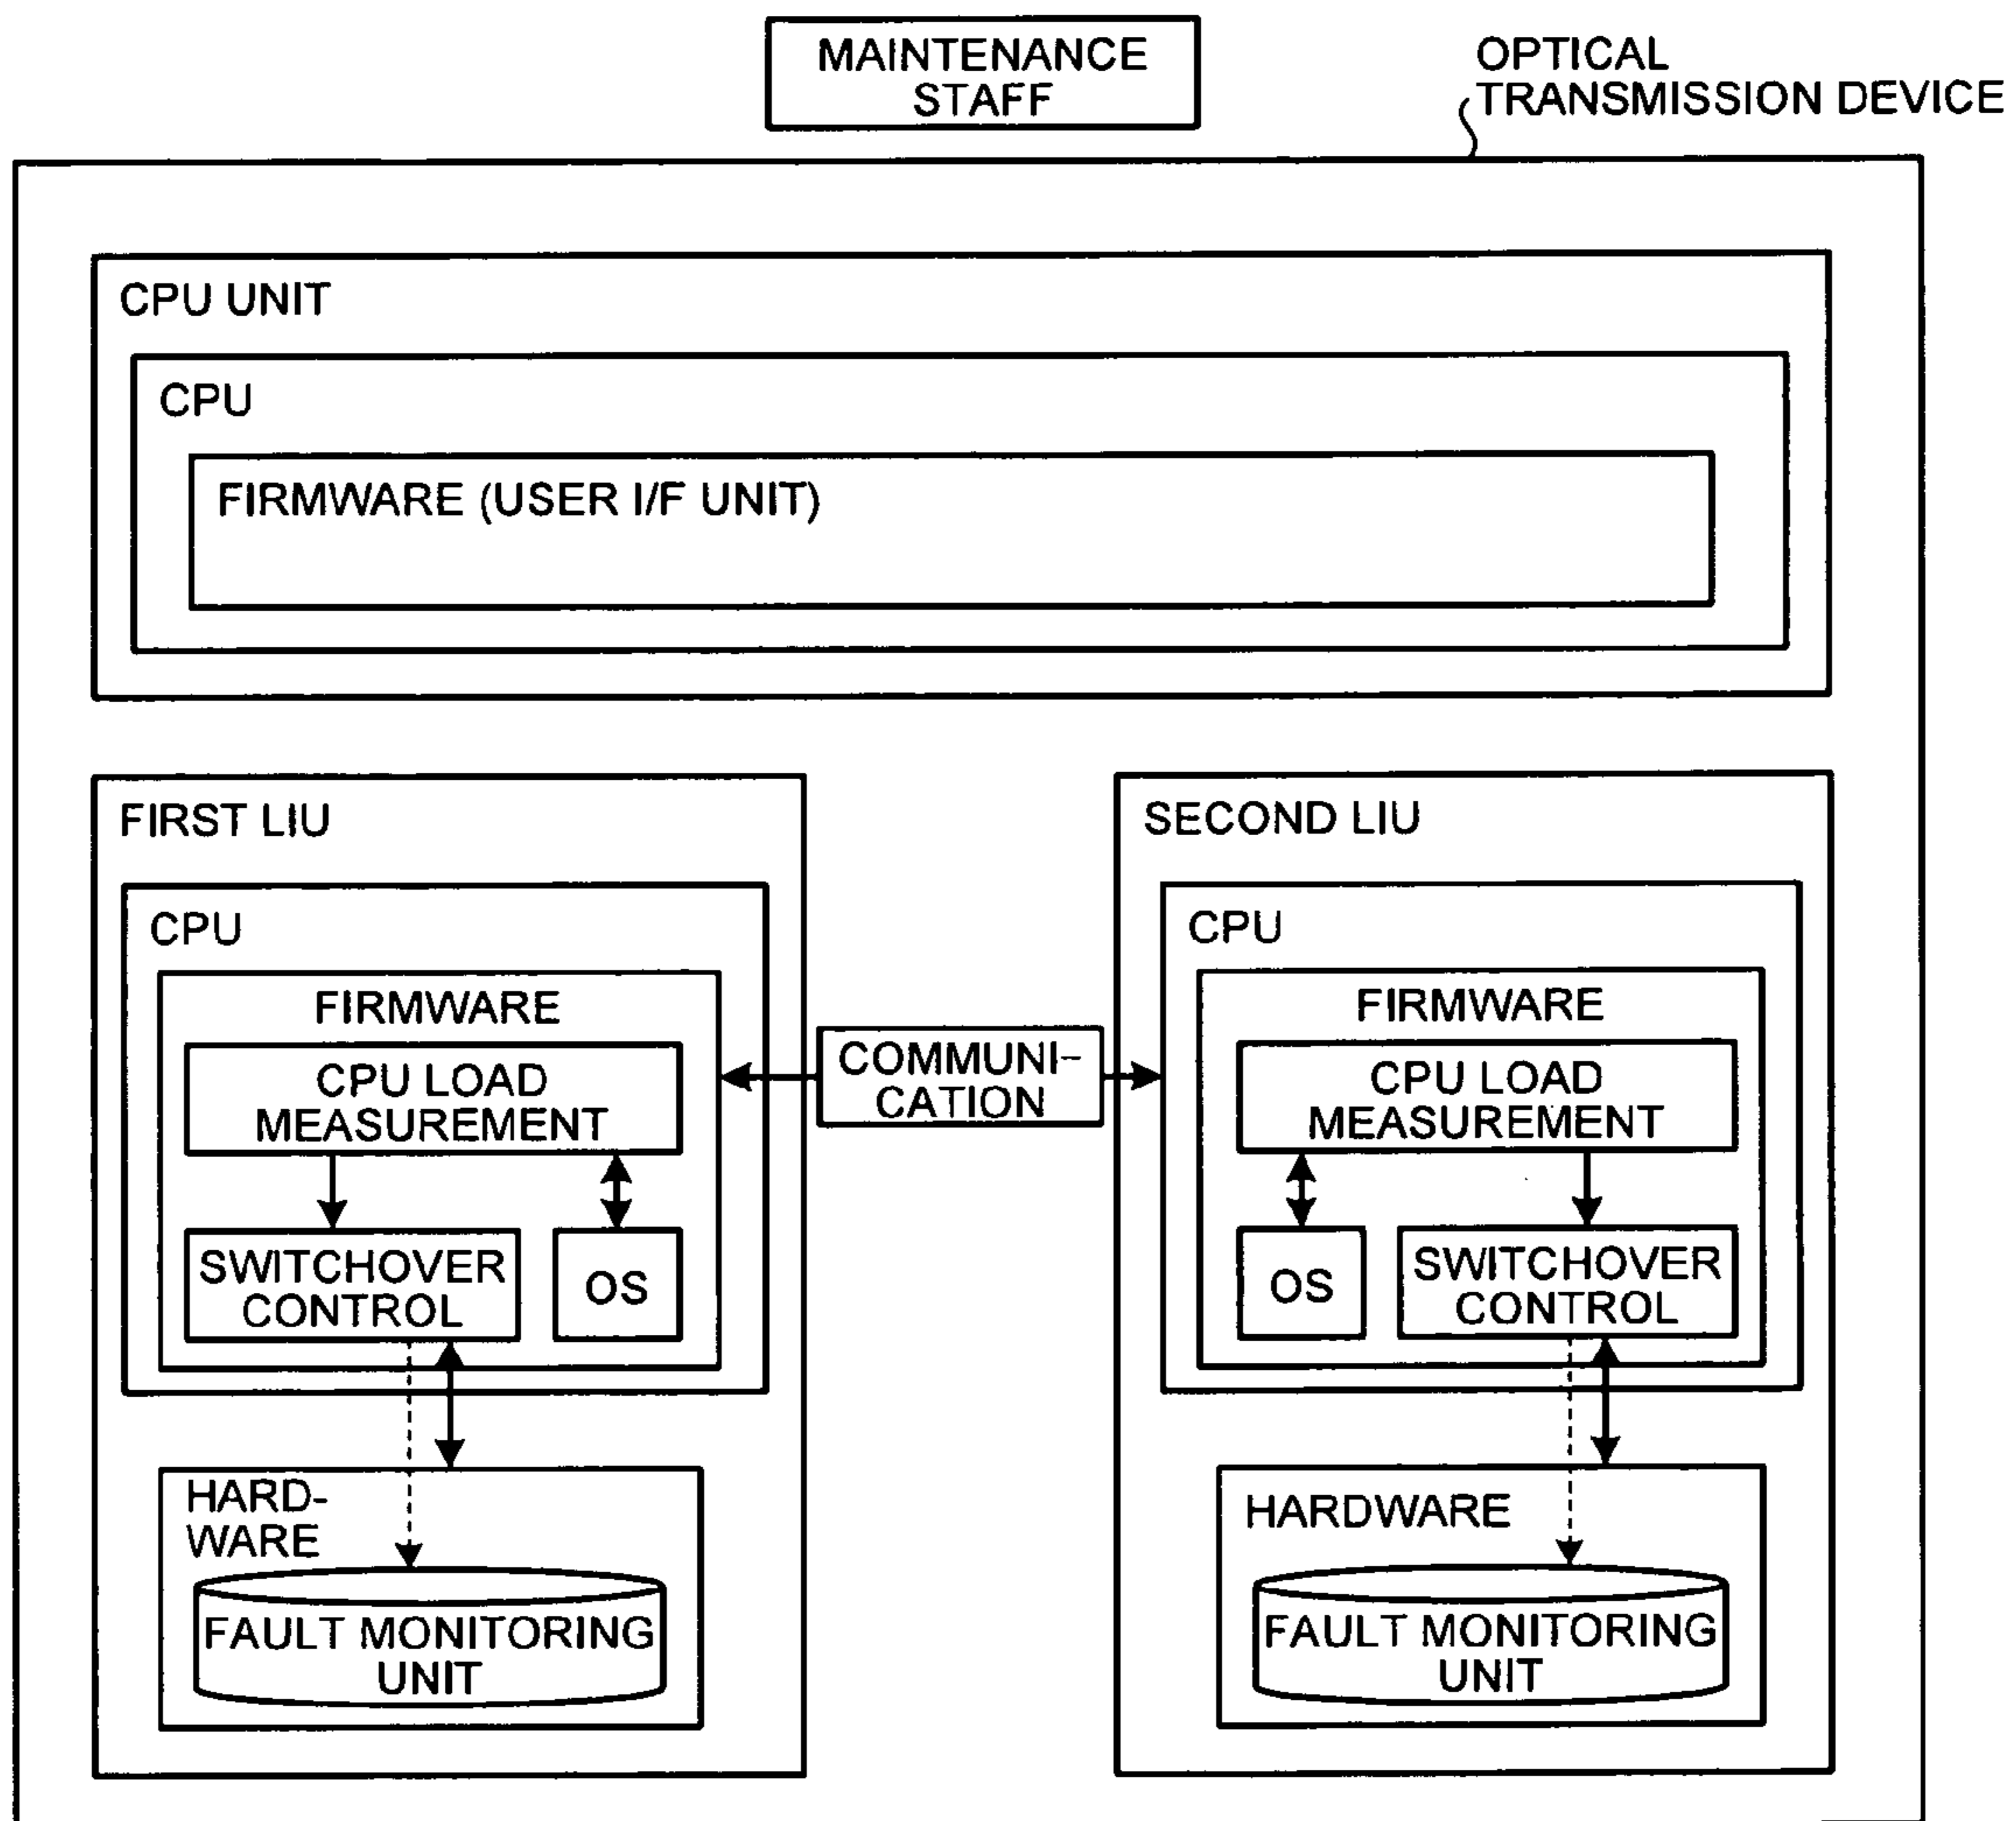 MAINTENANCE
STAFF
OPTICAL
TRANSMISSION DEVICE
CPU UNIT
CPU
FIRMWARE (USER I/F UNIT)
FIRST LIU
CPU
FIRMWARE
CPU LOAD
MEASUREMENT
SWITCHOVER
CONTROL
OS
HARD-
WARE
FAULT MONITORING
UNIT
COMMUNI-
CATION
SECOND LIU
CPU
FIRMWARE
CPU LOAD
MEASUREMENT
OS
SWITCHOVER
CONTROL
HARDWARE
FAULT MONITORING
UNIT